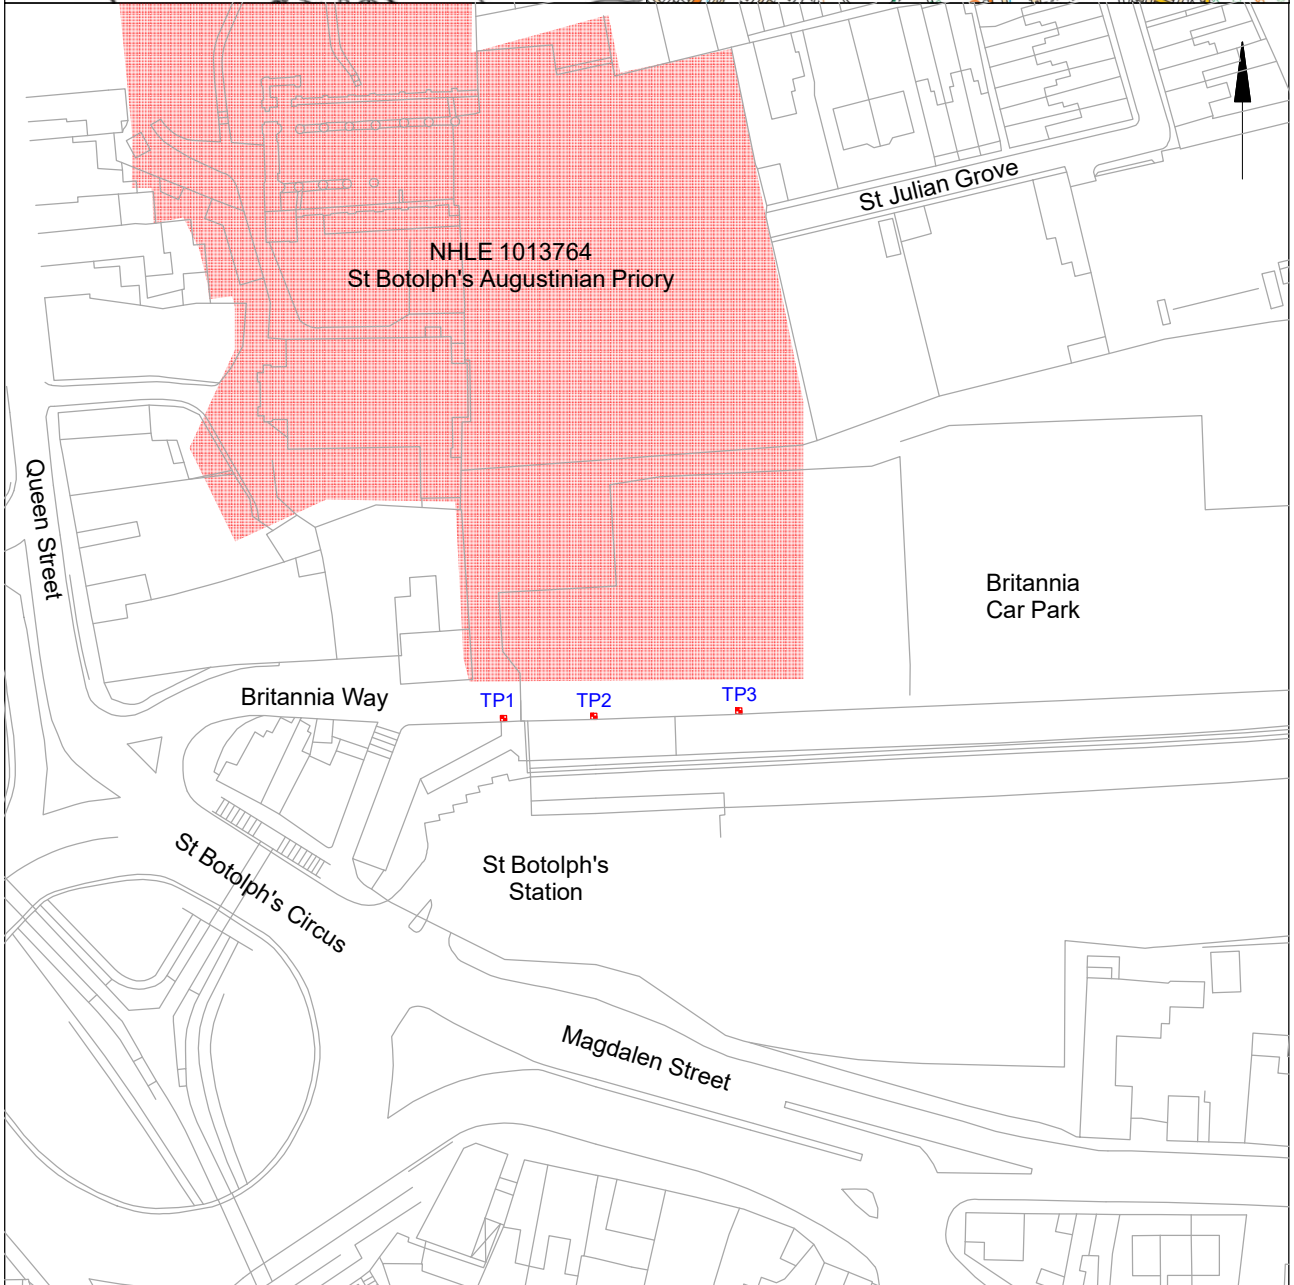 St Julian Grove
NHLE 1013764
St Botolph's Augustinian Priory
Queen Street
Britannia
Car Park
Britannia Way
TP1
TP2
TP3
St Botolph's Circus
St Botolph's
Station
Magdalen Street